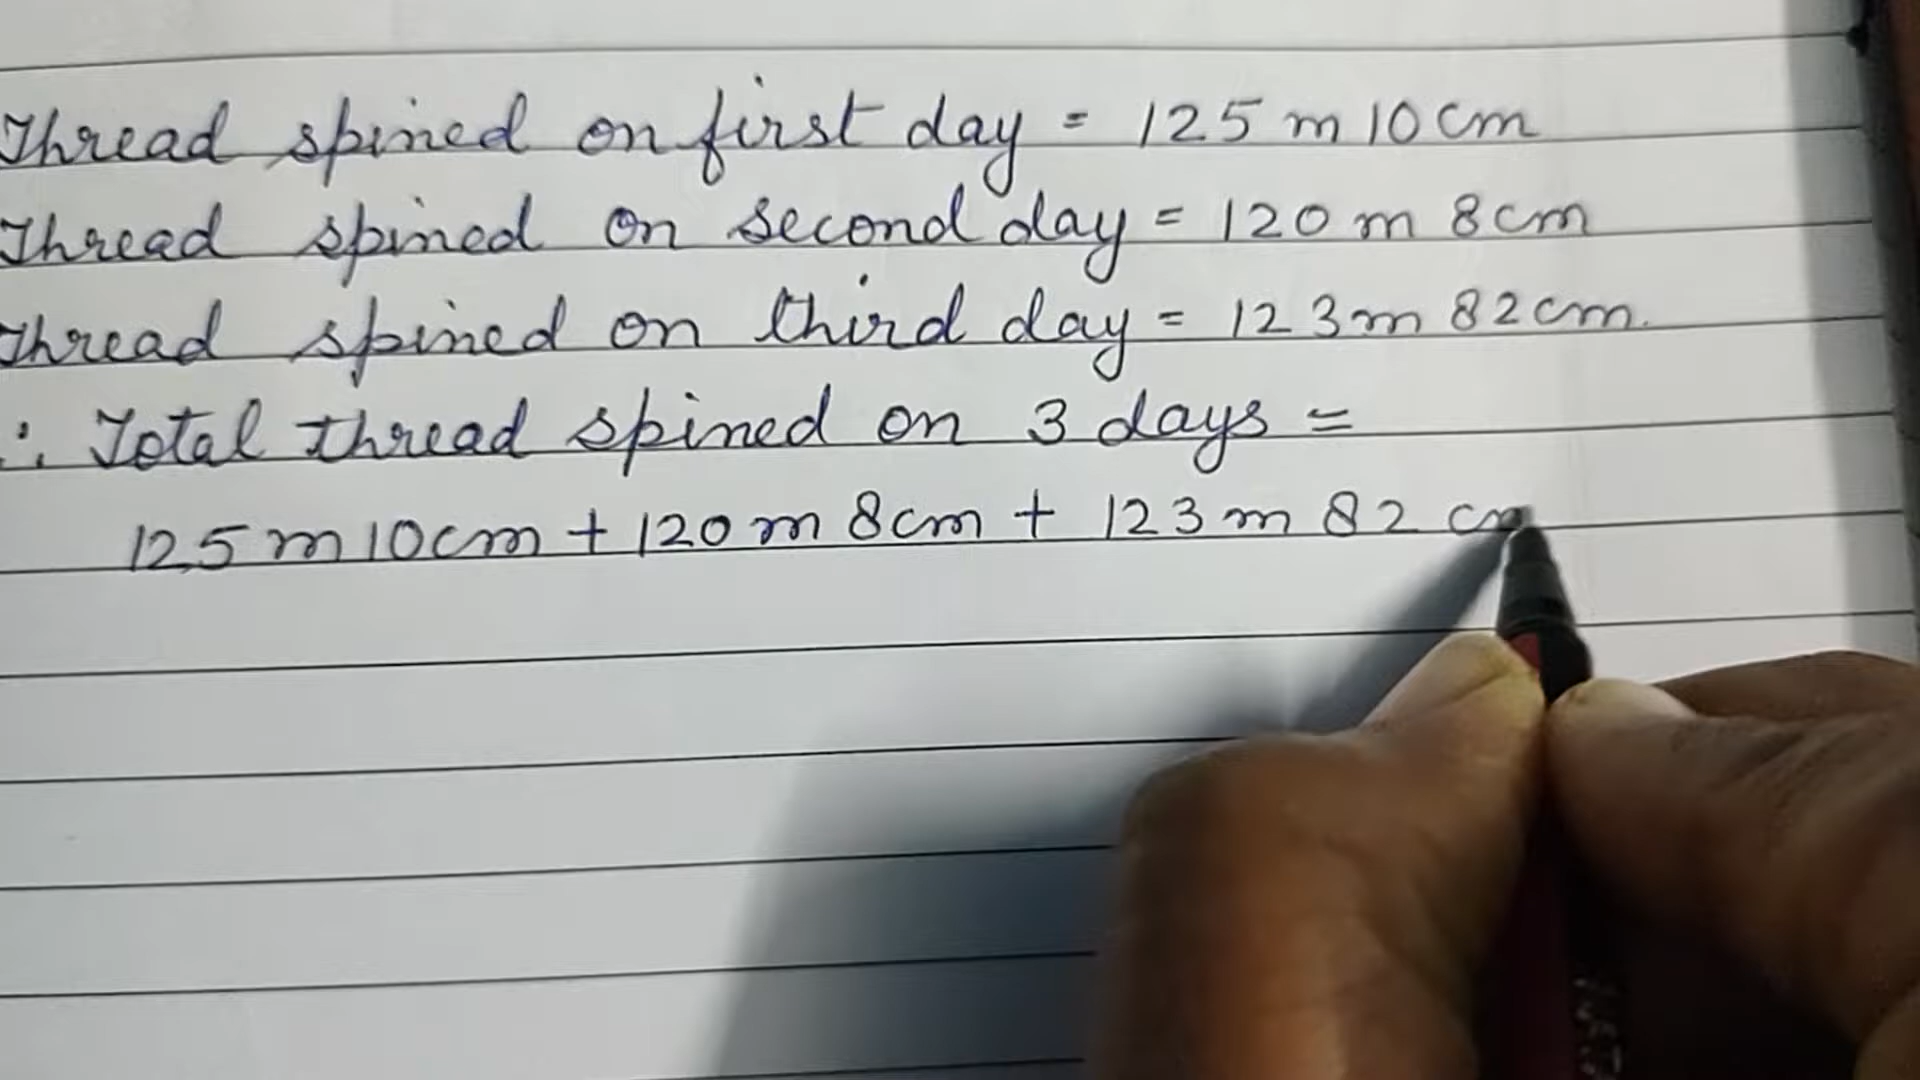 Thread spined on first day = 125 m 10 cm
Thread spined on second day = 120 m 8 cm
Thread spined on third day = 123 m 82 cm.
∴ Total thread spined on 3 days =
125 m 10 cm + 120 m 8 cm + 123 m 82 cm